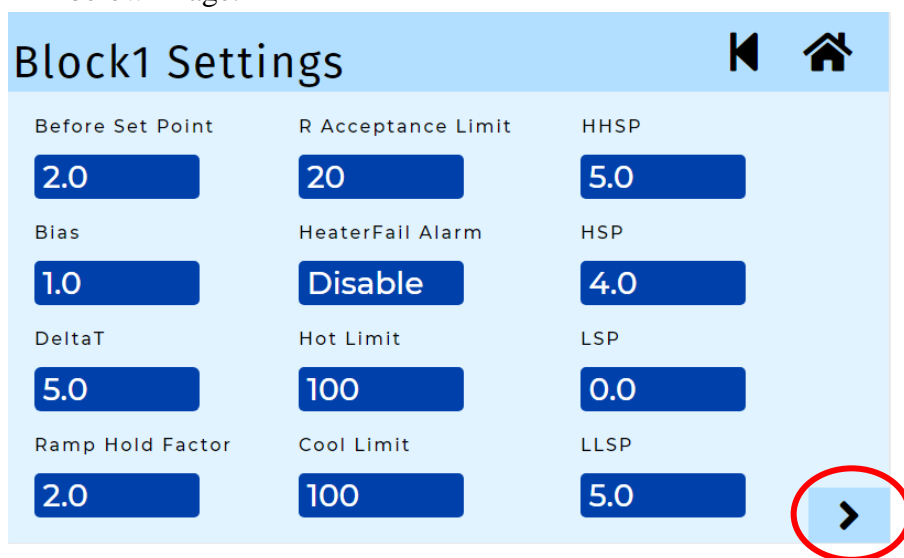 Block1 Settings
Before Set Point R Acceptance Limit HHSP
2.0 20 5.0
Bias HeaterFail Alarm HSP
1.0 Disable 4.0
DeltaT Hot Limit LSP
5.0 100 0.0
Ramp Hold Factor Cool Limit LLSP
2.0 100 5.0